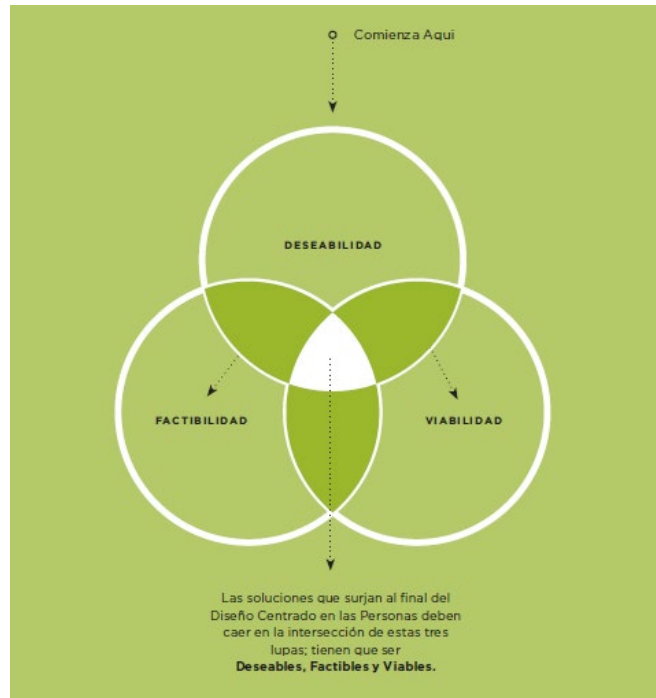 Comienza Aqui
DESEABILIDAD
FACTIBILIDAD
VIABILIDAD
Las soluciones que surjan al final del
Diseño Centrado en las Personas deben
caer en la intersección de estas tres
lupas; tienen que ser
Deseables, Factibles y Viables.